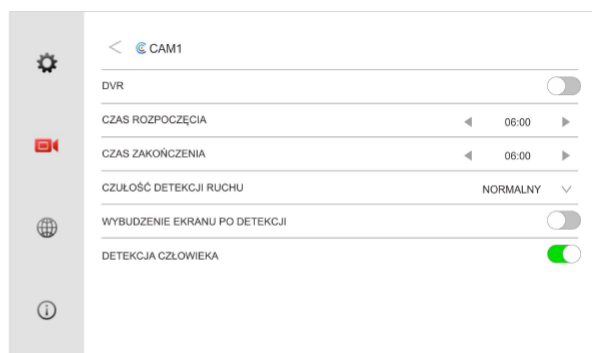 CAM1
DVR
CZAS ROZPOCZĘCIA 06:00
CZAS ZAKOŃCZENIA 06:00
CZUŁOŚĆ DETEKCJI RUCHU NORMALNY
WYBUDZENIE EKRANU PO DETEKCJI
DETEKCJA CZŁOWIEKA